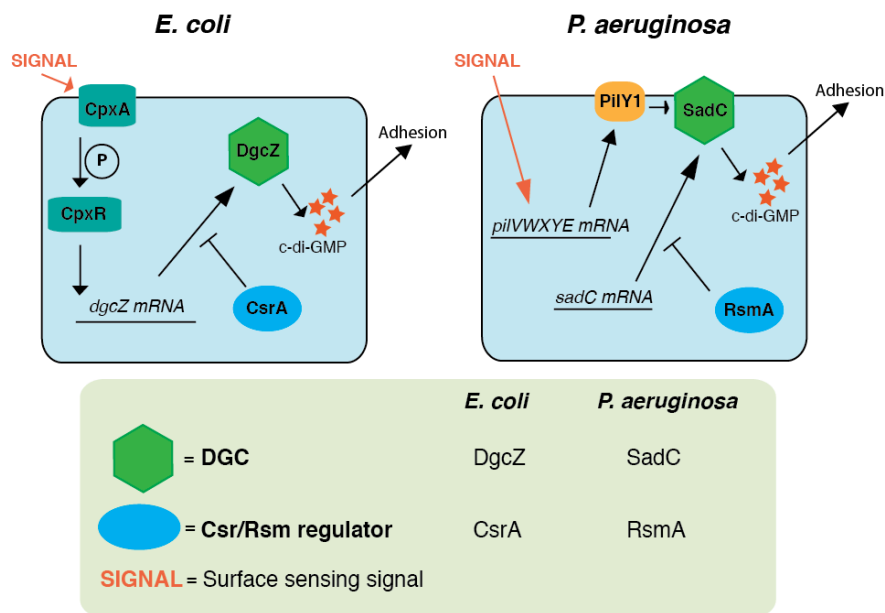 E. coli
SIGNAL
CpxA
P
CpxR
DgcZ
Adhesion
c-di-GMP
dgcZ mRNA
CsrA
P. aeruginosa
SIGNAL
PilY1
SadC
Adhesion
c-di-GMP
pilVWXYE mRNA
sadC mRNA
RsmA
E. coli P. aeruginosa
= DGC DgcZ SadC
= Csr/Rsm regulator CsrA RsmA
SIGNAL = Surface sensing signal